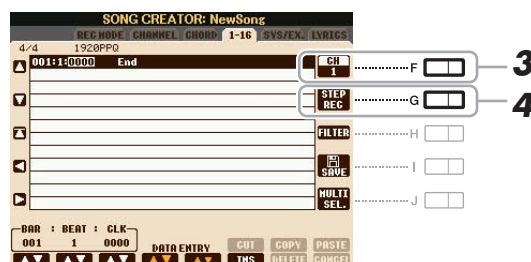 SONG CREATOR: NewSong
REC MODE CHANNEL CHORD 1-16 SYS/EX. LYRICS
4/4 1920PPQ
001:1:0000 End
CH
1
F
3
STEP
REC
G
4
FILTER
H
SAVE
I
MULTI
SEL.
J
BAR : BEAT : CLK
001 1 0000
DATA ENTRY
CUT COPY PASTE
INS DELETE CANCEL